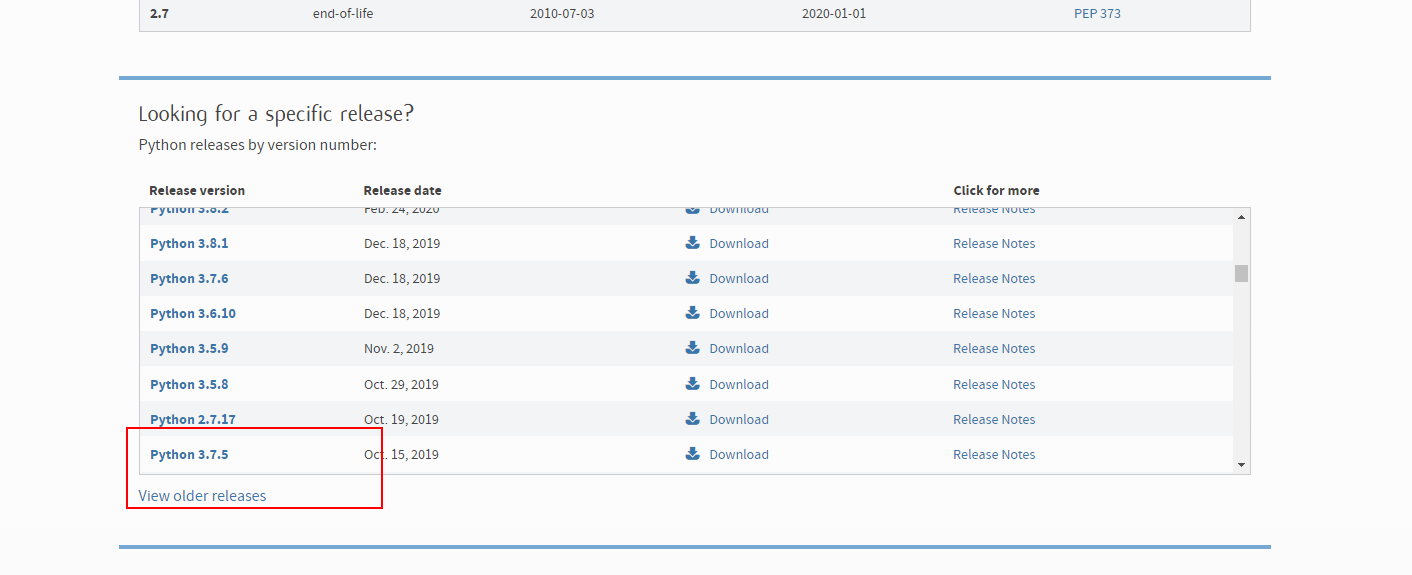 2.7 end-of-life 2010-07-03 2020-01-01 PEP 373
Looking for a specific release?
Python releases by version number:
Release version Release date Click for more
Python 3.8.2 Feb. 24, 2020 Download Release Notes
Python 3.8.1 Dec. 18, 2019 Download Release Notes
Python 3.7.6 Dec. 18, 2019 Download Release Notes
Python 3.6.10 Dec. 18, 2019 Download Release Notes
Python 3.5.9 Nov. 2, 2019 Download Release Notes
Python 3.5.8 Oct. 29, 2019 Download Release Notes
Python 2.7.17 Oct. 19, 2019 Download Release Notes
Python 3.7.5 Oct. 15, 2019 Download Release Notes
View older releases